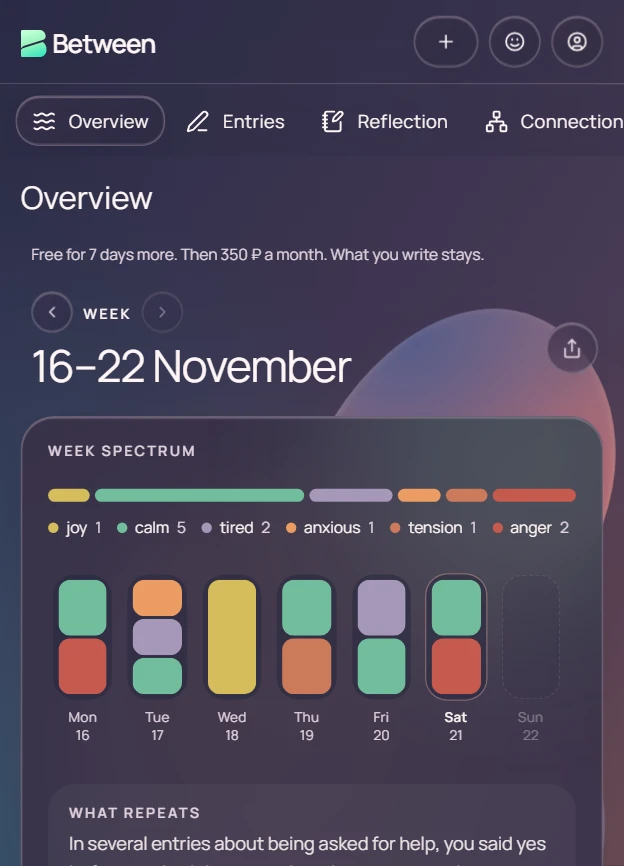 Between
Overview Entries Reflection Connection
Overview
Free for 7 days more. Then 350 ₽ a month. What you write stays.
WEEK
16–22 November
WEEK SPECTRUM
joy 1 calm 5 tired 2 anxious 1 tension 1 anger 2
Mon Tue Wed Thu Fri Sat Sun
16 17 18 19 20 21 22
WHAT REPEATS
In several entries about being asked for help, you said yes